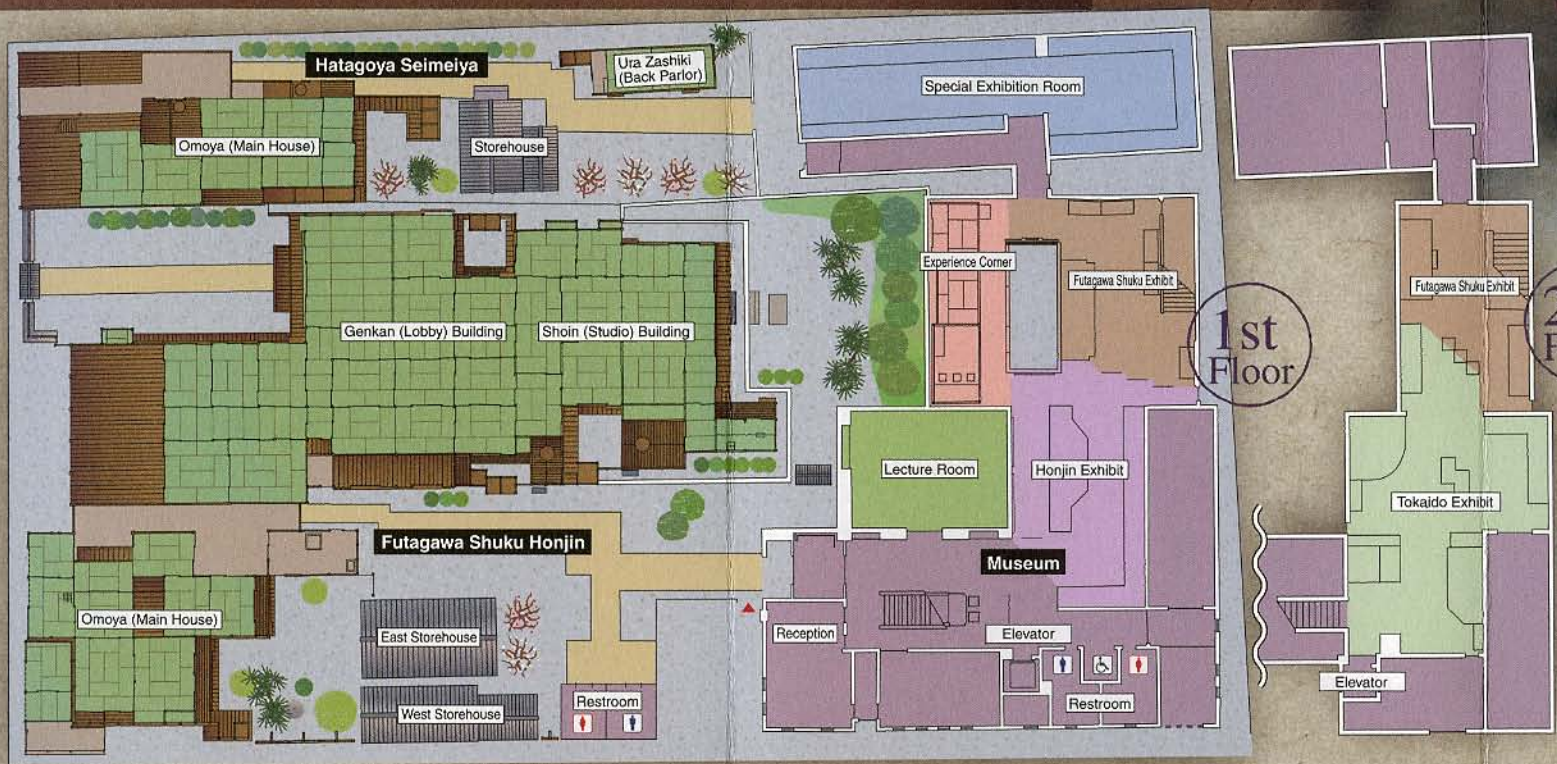 Hatagoya Seimeiya
Ura Zashiki
(Back Parlor)
Omoya (Main House)
Storehouse
Special Exhibition Room
Experience Corner
Futagawa Shuku Exhibit
Futagawa Shuku Exhibit
Genkan (Lobby) Building
Shoin (Studio) Building
1st
Floor
2
F
Lecture Room
Honjin Exhibit
Tokaido Exhibit
Futagawa Shuku Honjin
Museum
Omoya (Main House)
East Storehouse
Reception
Elevator
Elevator
West Storehouse
Restroom
Restroom